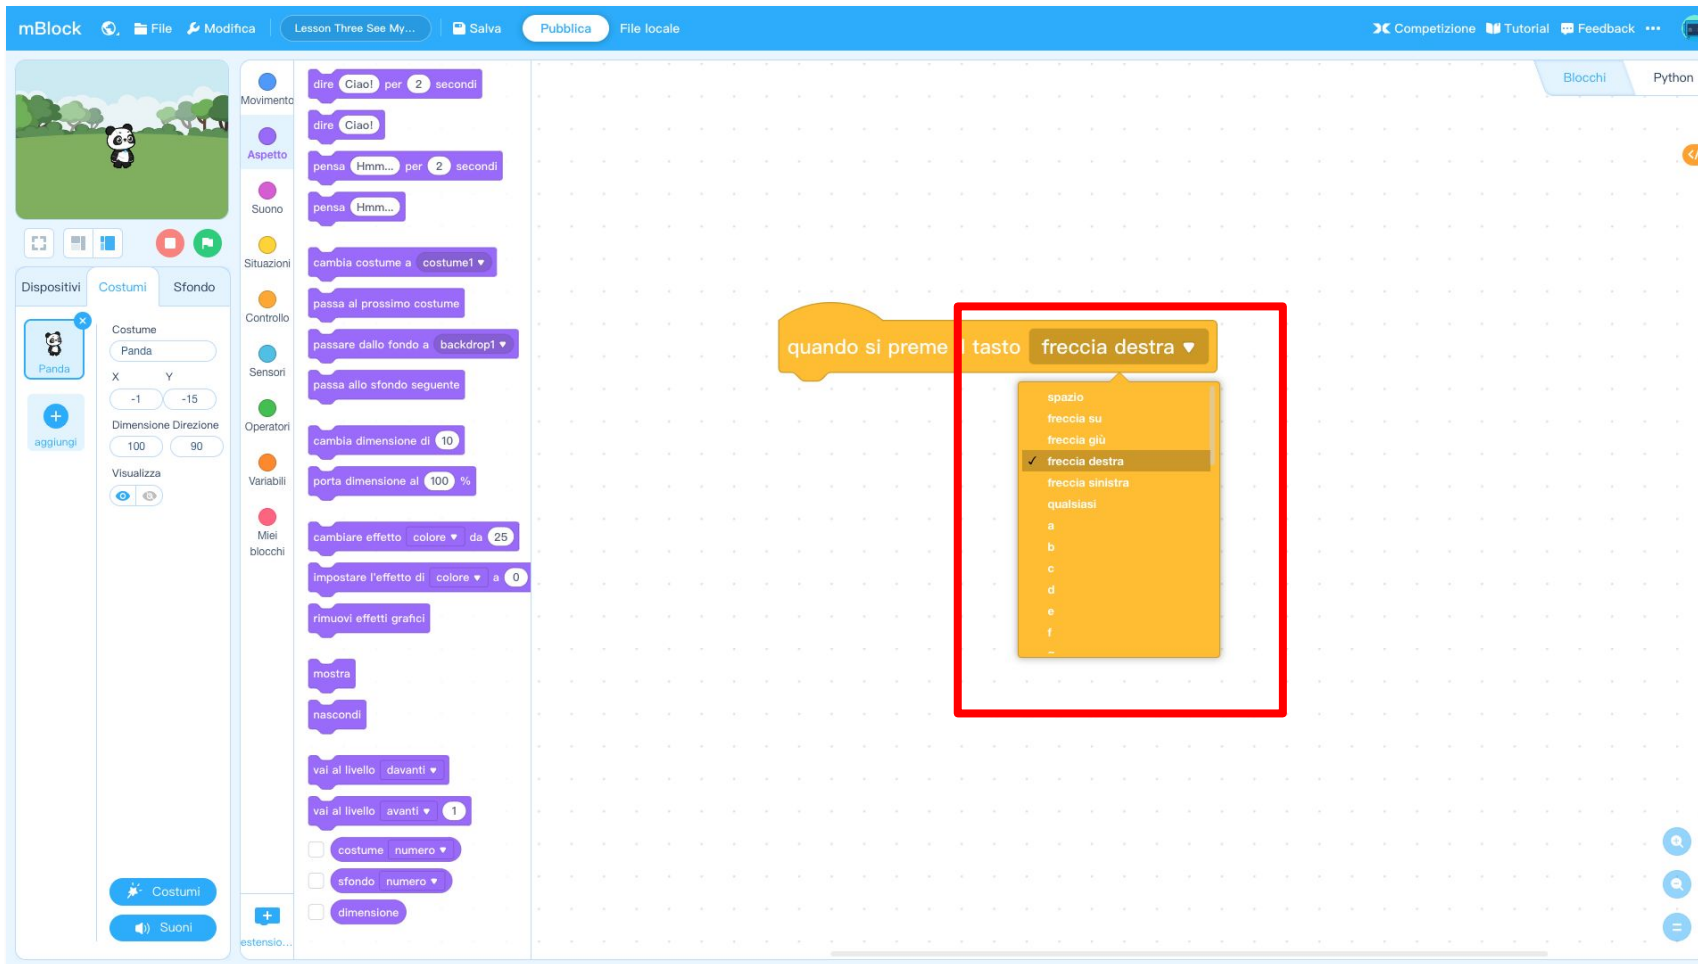 mBlock File Modifica Lesson Three See My... Salva Pubblica File locale Competizione Tutorial Feedback
Blocchi Python
Dispositivi Costumi Sfondo
Panda
aggiungi
Costume
Panda
X Y
-1 -15
Dimensione Direzione
100 90
Visualizza
Costumi
Suoni
Movimento
Aspetto
Suono
Situazioni
Controllo
Sensori
Operatori
Variabili
Miei
blocchi
estensio...
dire Ciao! per 2 secondi
dire Ciao!
pensa Hmm... per 2 secondi
pensa Hmm...
cambia costume a costume1
passa al prossimo costume
passare dallo fondo a backdrop1
passa allo sfondo seguente
cambia dimensione di 10
porta dimensione al 100 %
cambiare effetto colore da 25
impostare l'effetto di colore a 0
rimuovi effetti grafici
mostra
nascondi
vai al livello davanti
vai al livello avanti 1
costume numero
sfondo numero
dimensione
quando si preme il tasto freccia destra
spazio
freccia su
freccia giù
✓ freccia destra
freccia sinistra
qualsiasi
a
b
c
d
e
f